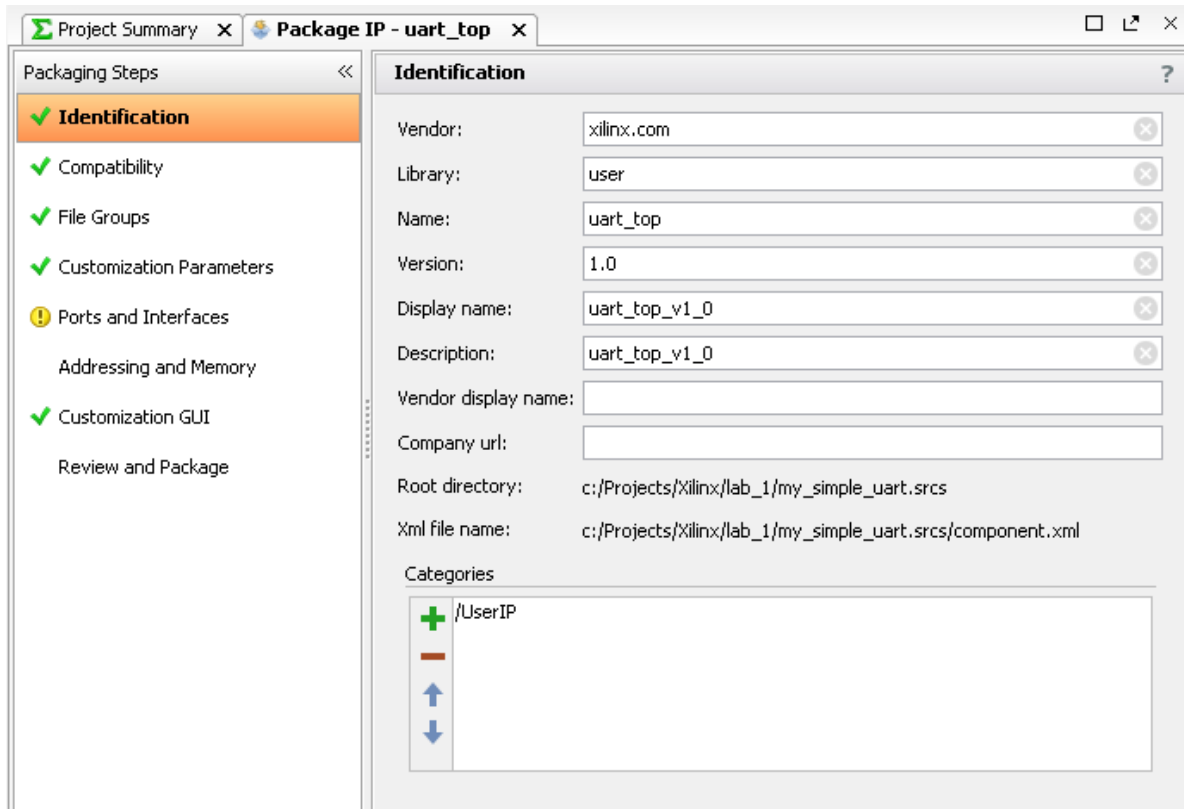 Project Summary X Package IP - uart_top X
Packaging Steps
Identification
Compatibility
File Groups
Customization Parameters
Ports and Interfaces
Addressing and Memory
Customization GUI
Review and Package
Identification ?
Vendor: xilinx.com
Library: user
Name: uart_top
Version: 1.0
Display name: uart_top_v1_0
Description: uart_top_v1_0
Vendor display name:
Company url:
Root directory: c:/Projects/Xilinx/lab_1/my_simple_uart.srcs
Xml file name: c:/Projects/Xilinx/lab_1/my_simple_uart.srcs/component.xml
Categories
/UserIP